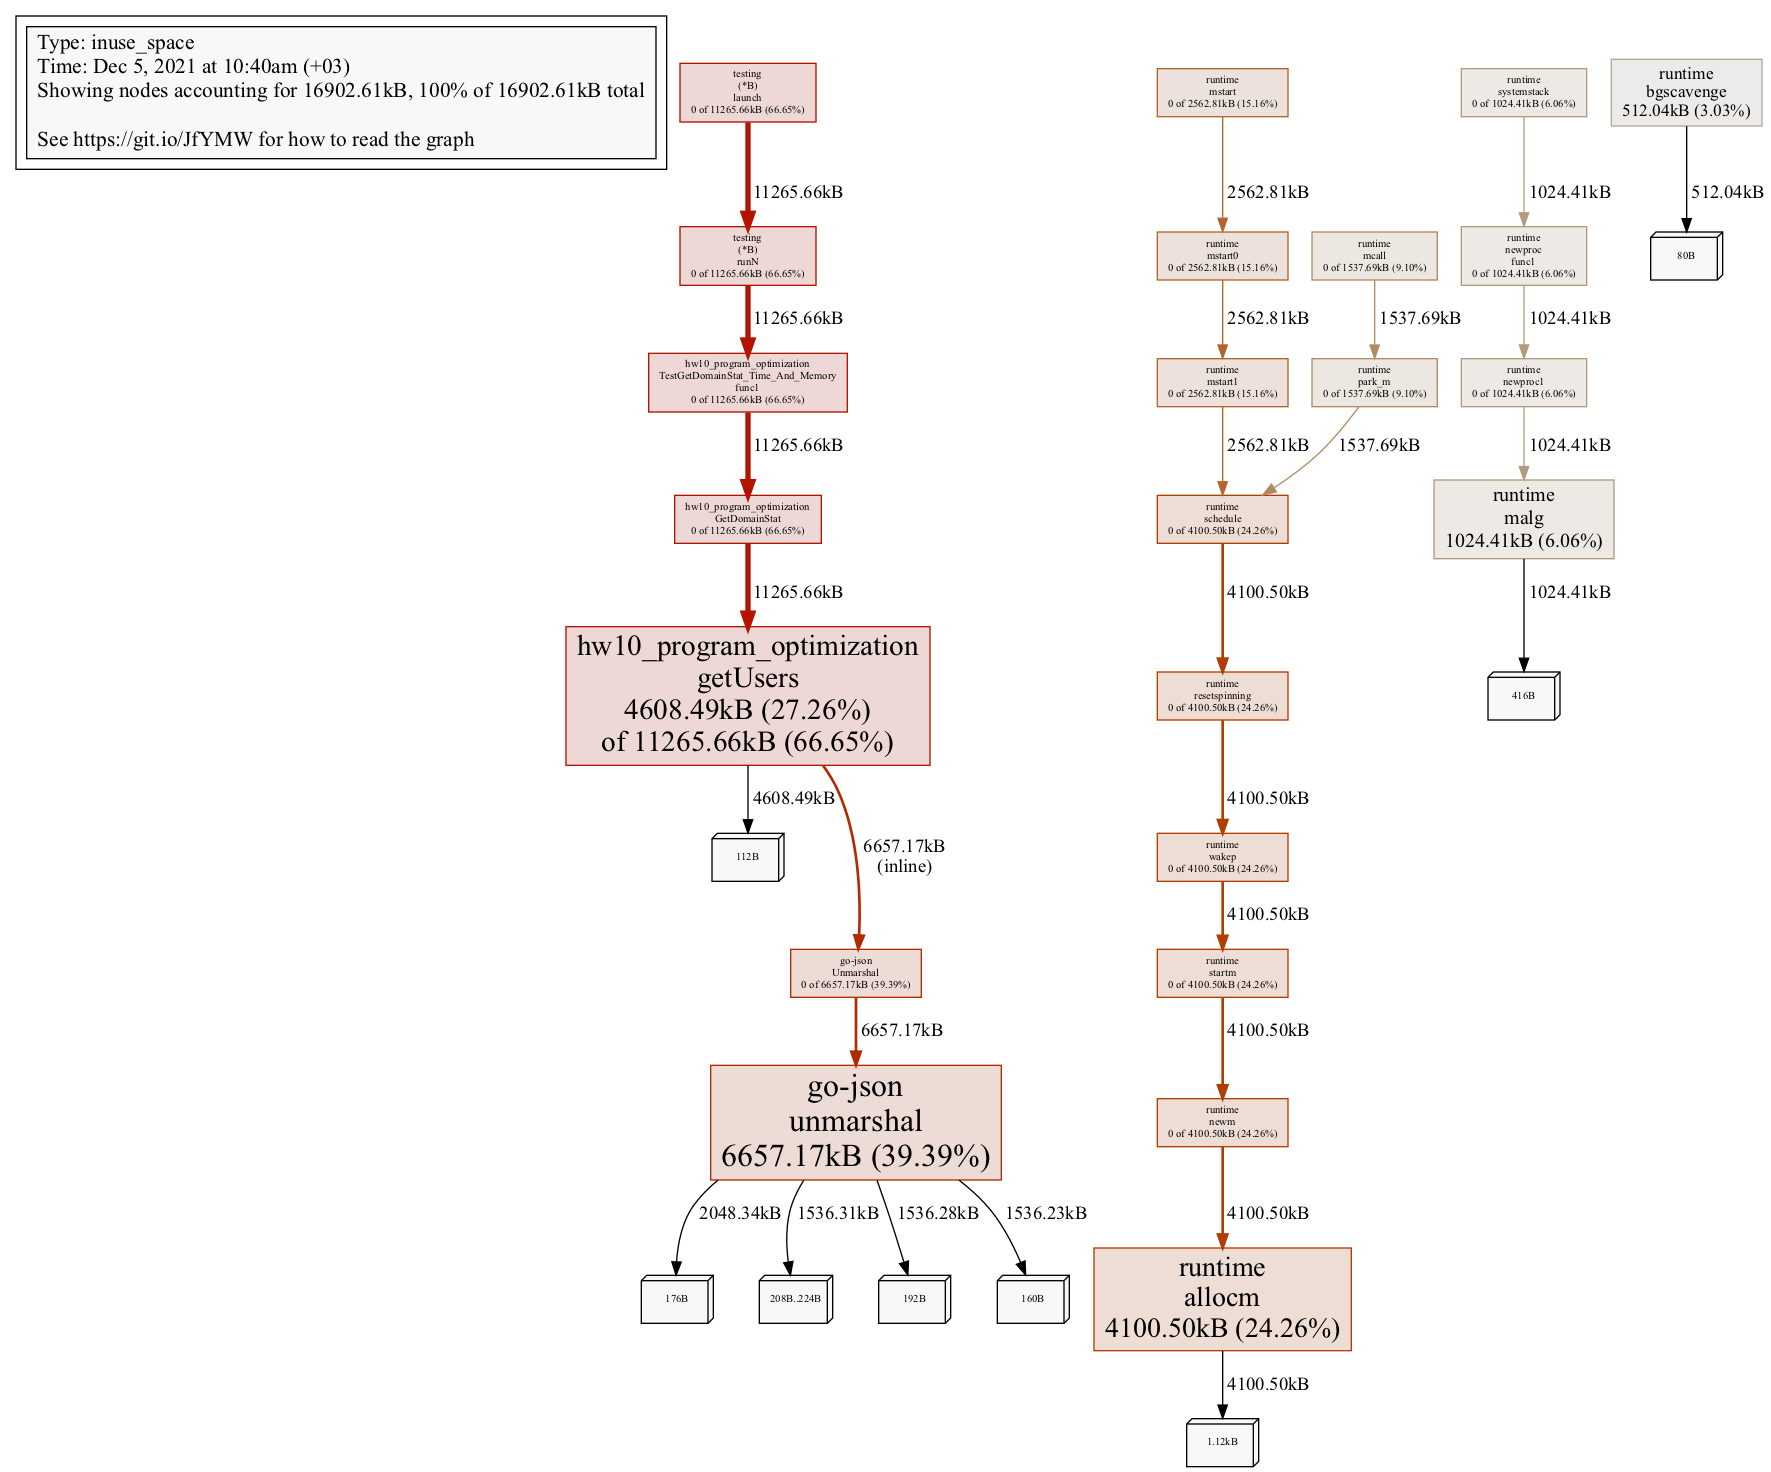 Type: inuse_space
Time: Dec 5, 2021 at 10:40am (+03)
Showing nodes accounting for 16902.61kB, 100% of 16902.61kB total
See https://git.io/JfYMW for how to read the graph
testing
(*B)
launch
0 of 11265.66kB (66.65%)
11265.66kB
testing
(*B)
runN
0 of 11265.66kB (66.65%)
11265.66kB
hw10_program_optimization
TestGetDomainStat_Time_And_Memory
func1
0 of 11265.66kB (66.65%)
11265.66kB
hw10_program_optimization
GetDomainStat
0 of 11265.66kB (66.65%)
11265.66kB
hw10_program_optimization
getUsers
4608.49kB (27.26%)
of 11265.66kB (66.65%)
4608.49kB
112B
6657.17kB
(inline)
go-json
Unmarshal
0 of 6657.17kB (39.39%)
6657.17kB
go-json
unmarshal
6657.17kB (39.39%)
2048.34kB
1536.31kB
1536.28kB
1536.23kB
176B
208B..224B
192B
160B
runtime
mstart
0 of 2562.81kB (15.16%)
2562.81kB
runtime
mstart0
0 of 2562.81kB (15.16%)
2562.81kB
runtime
mstart1
0 of 2562.81kB (15.16%)
2562.81kB
runtime
mcall
0 of 1537.69kB (9.10%)
1537.69kB
runtime
park_m
0 of 1537.69kB (9.10%)
1537.69kB
runtime
schedule
0 of 4100.50kB (24.26%)
4100.50kB
runtime
resetspinning
0 of 4100.50kB (24.26%)
4100.50kB
runtime
wakep
0 of 4100.50kB (24.26%)
4100.50kB
runtime
startm
0 of 4100.50kB (24.26%)
4100.50kB
runtime
newm
0 of 4100.50kB (24.26%)
4100.50kB
runtime
allocm
4100.50kB (24.26%)
4100.50kB
1.12kB
runtime
systemstack
0 of 1024.41kB (6.06%)
1024.41kB
runtime
newproc
func1
0 of 1024.41kB (6.06%)
1024.41kB
runtime
newproc1
0 of 1024.41kB (6.06%)
1024.41kB
runtime
malg
1024.41kB (6.06%)
1024.41kB
416B
runtime
bgscavenge
512.04kB (3.03%)
512.04kB
80B